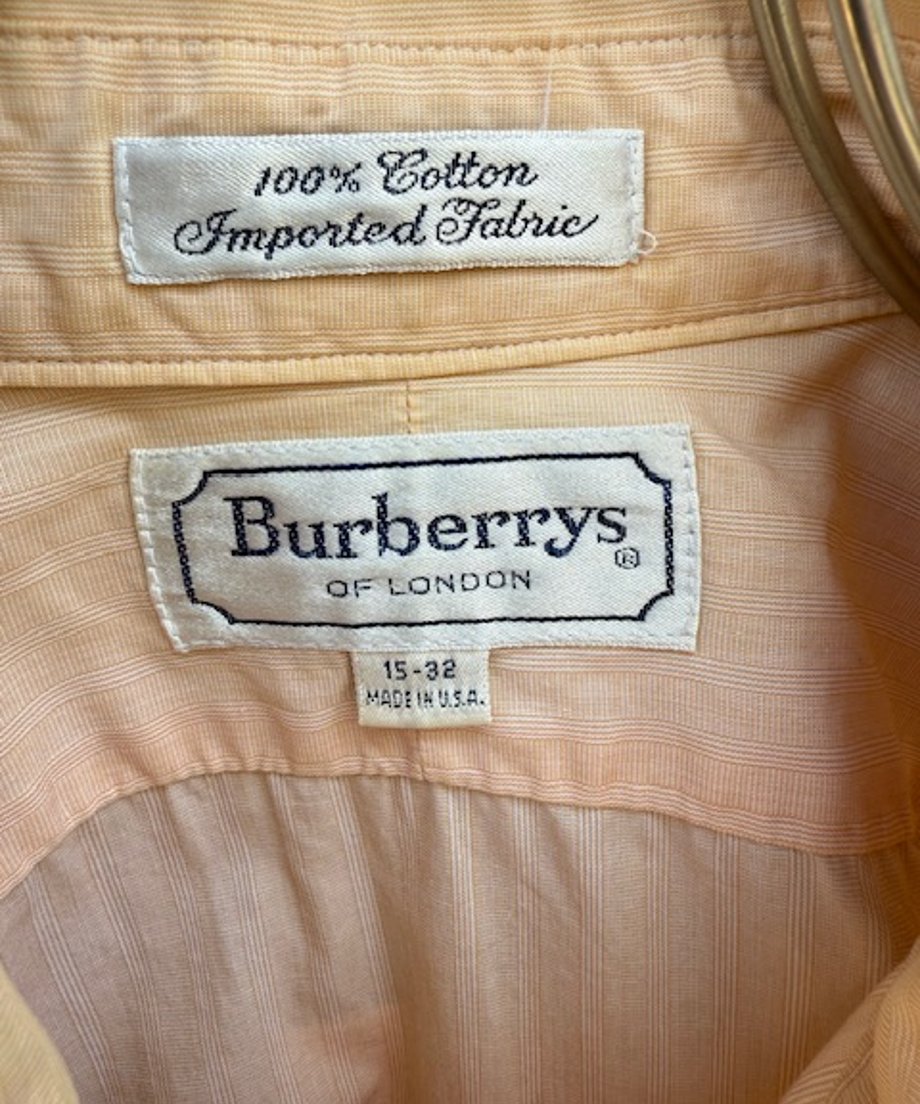 100% Cotton
Imported Fabric
Burberrys
®
OF LONDON
15-32
MADE IN U.S.A.